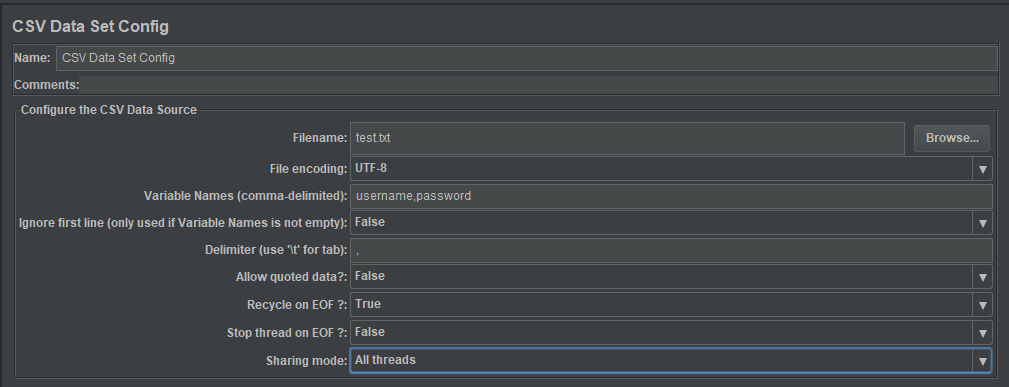 CSV Data Set Config
Name: CSV Data Set Config
Comments:
Configure the CSV Data Source
Filename: test.txt Browse...
File encoding: UTF-8
Variable Names (comma-delimited): username,password
Ignore first line (only used if Variable Names is not empty): False
Delimiter (use '\t' for tab): ,
Allow quoted data?: False
Recycle on EOF ?: True
Stop thread on EOF ?: False
Sharing mode: All threads